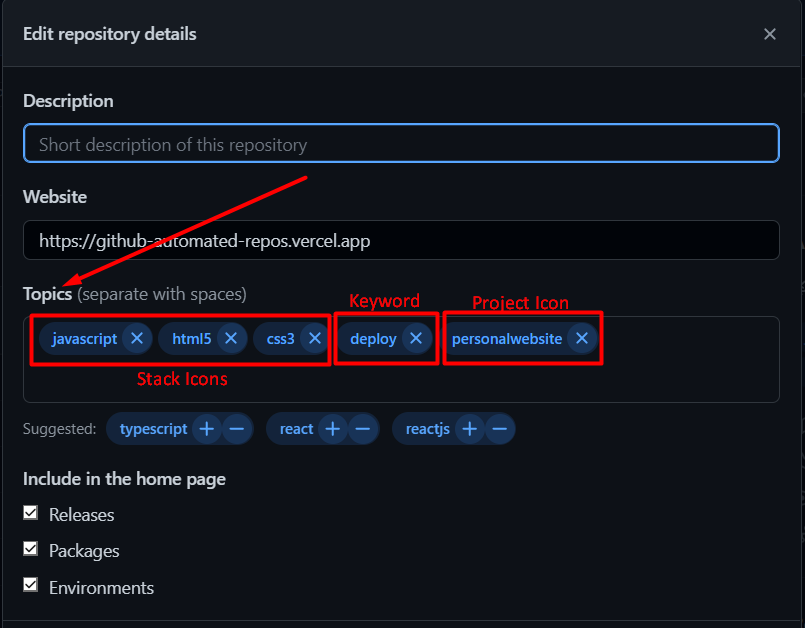 Edit repository details
Description
Short description of this repository
Website
https://github-automated-repos.vercel.app
Topics (separate with spaces)
Keyword
Project Icon
javascript html5 css3 deploy personalwebsite
Stack Icons
Suggested: typescript react reactjs
Include in the home page
Releases
Packages
Environments